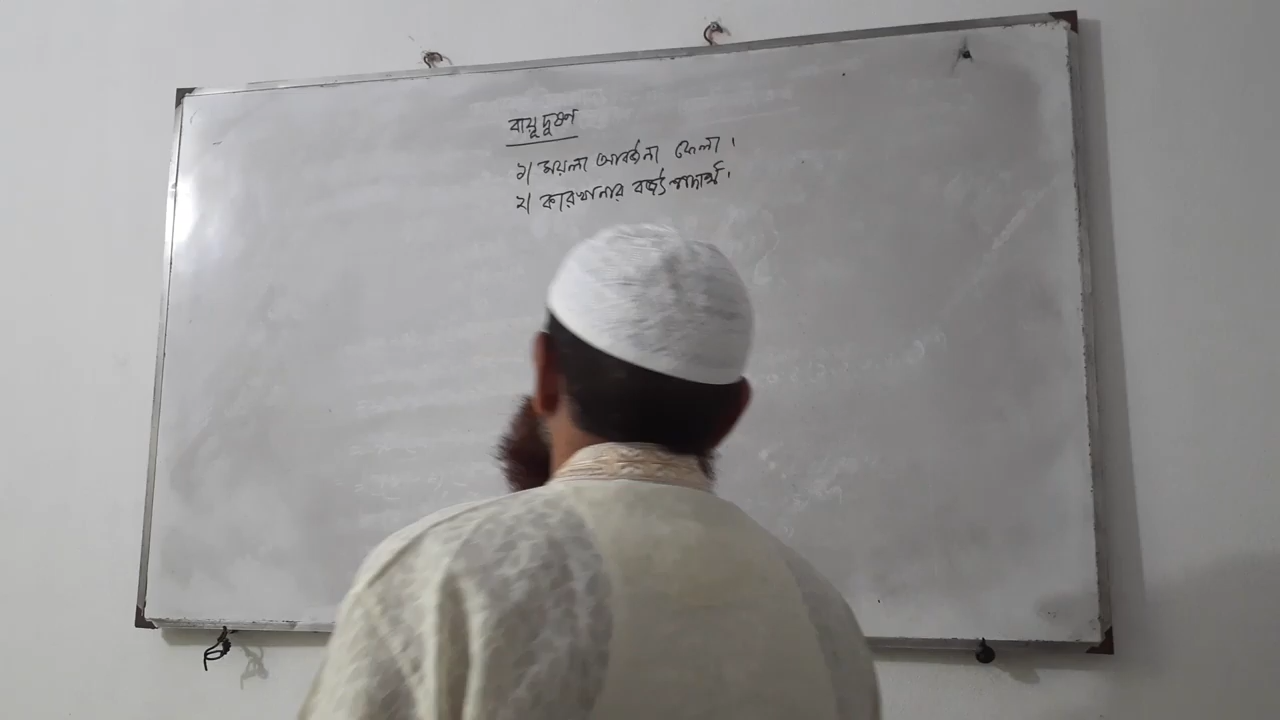 বায়ূ দূষণ
১। ময়লা আবর্জনা ফেলা।
২। কারখানার বর্জ্য পদার্থ।